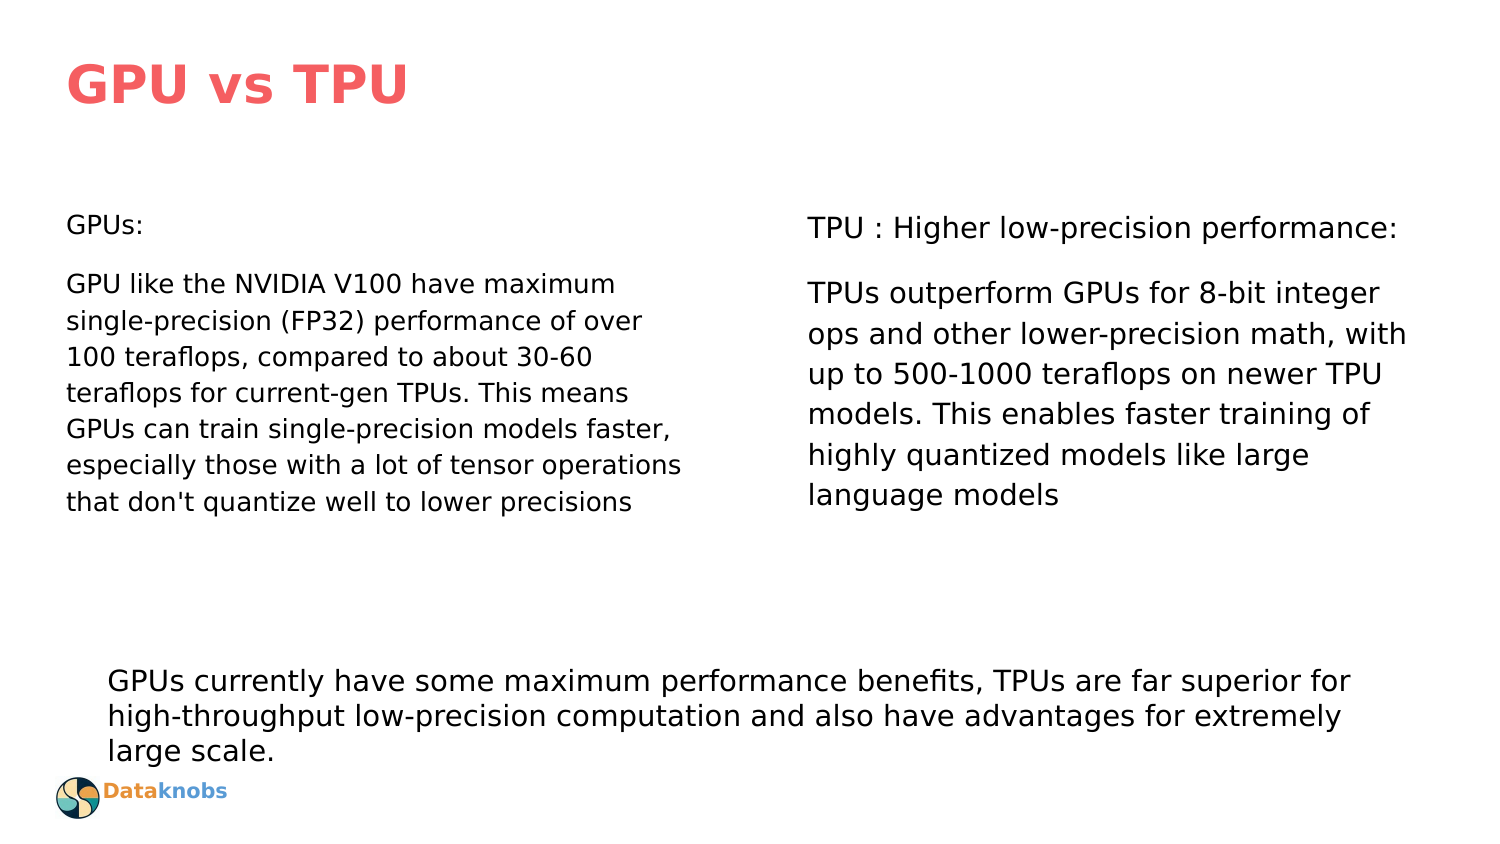 GPU vs TPU
GPUs:
GPU like the NVIDIA V100 have maximum
single-precision (FP32) performance of over
100 teraflops, compared to about 30-60
teraflops for current-gen TPUs. This means
GPUs can train single-precision models faster,
especially those with a lot of tensor operations
that don't quantize well to lower precisions
TPU : Higher low-precision performance:
TPUs outperform GPUs for 8-bit integer
ops and other lower-precision math, with
up to 500-1000 teraflops on newer TPU
models. This enables faster training of
highly quantized models like large
language models
GPUs currently have some maximum performance benefits, TPUs are far superior for
high-throughput low-precision computation and also have advantages for extremely
large scale.
Dataknobs